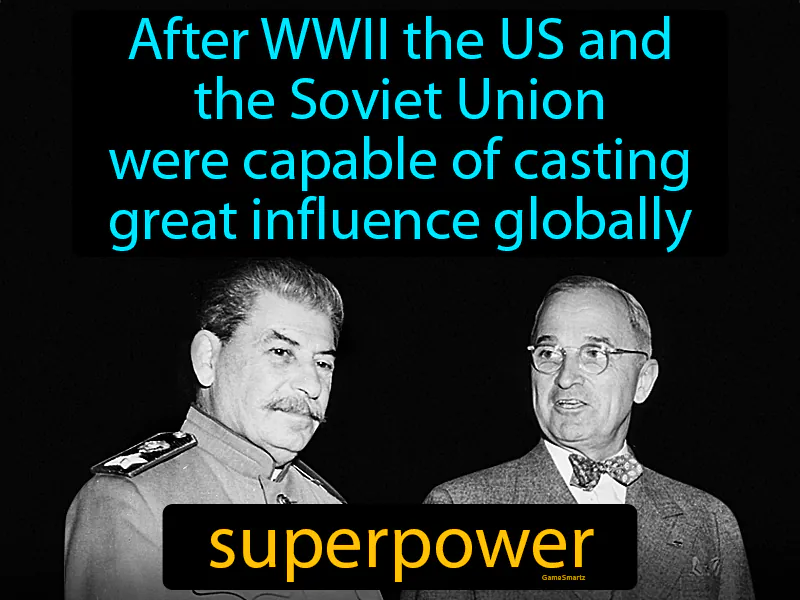 After WWII the US and
the Soviet Union
were capable of casting
great influence globally
superpower
GameSmartz